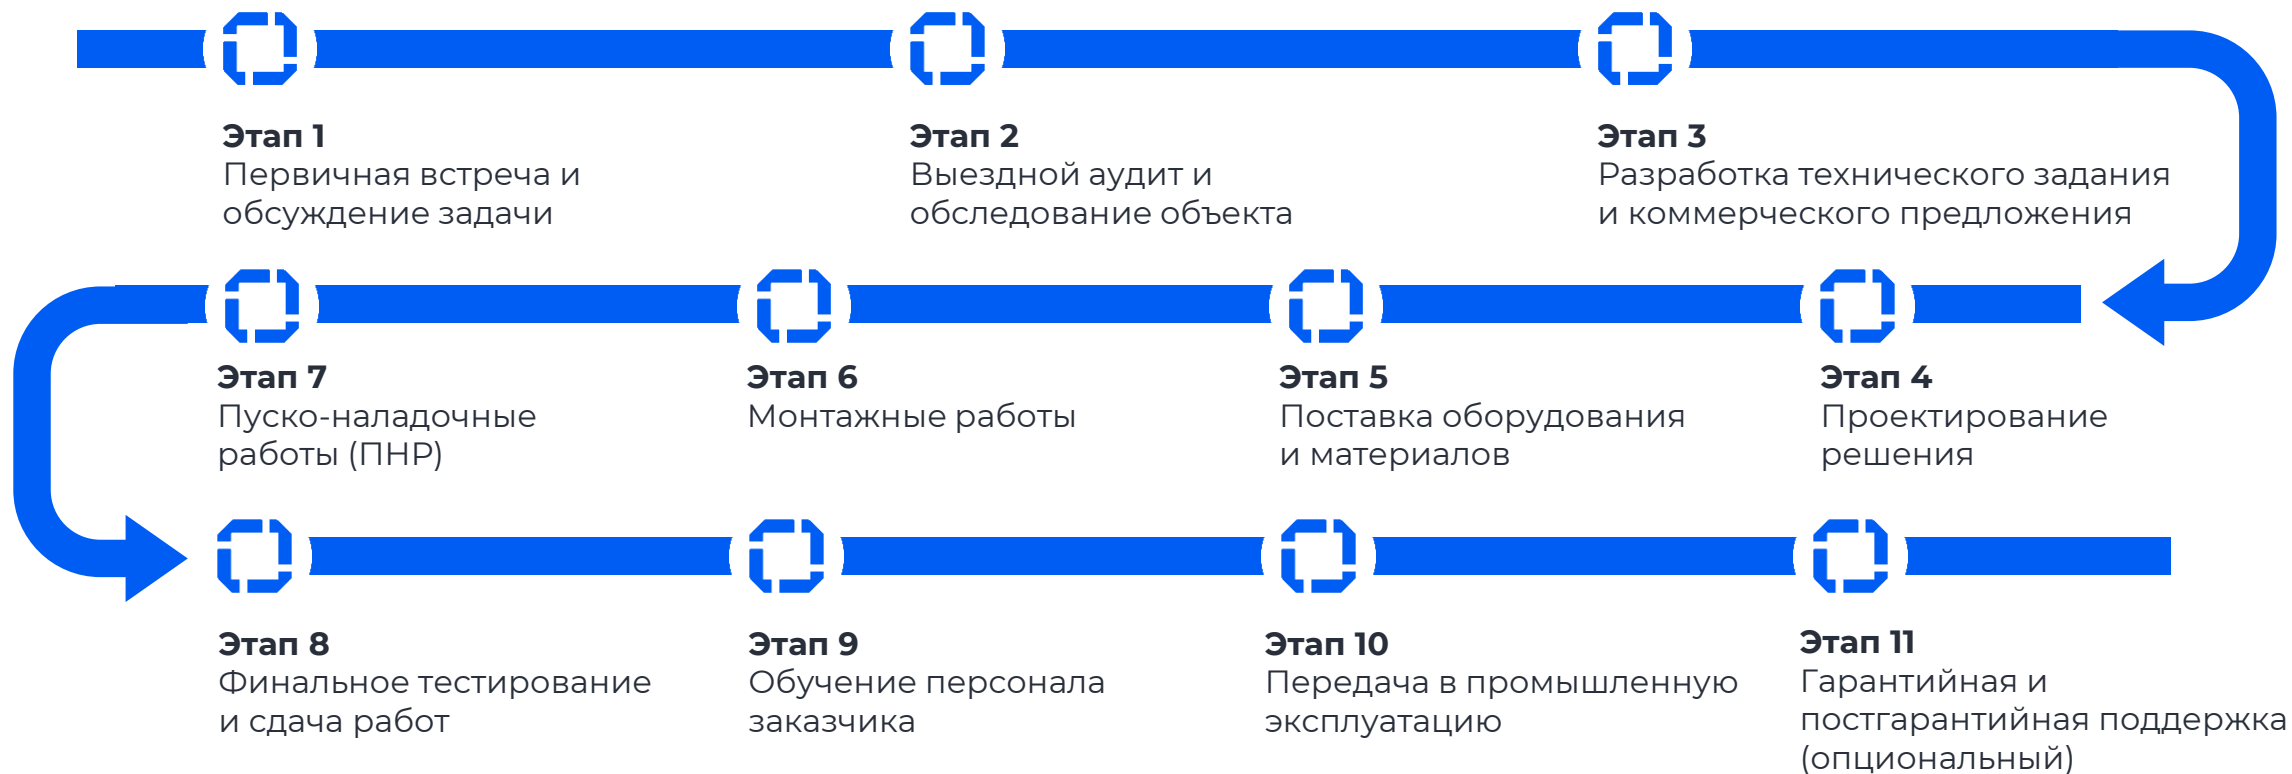 Этап 1
Первичная встреча и
обсуждение задачи
Этап 2
Выездной аудит и
обследование объекта
Этап 3
Разработка технического задания
и коммерческого предложения
Этап 7
Пуско-наладочные
работы (ПНР)
Этап 6
Монтажные работы
Этап 5
Поставка оборудования
и материалов
Этап 4
Проектирование
решения
Этап 8
Финальное тестирование
и сдача работ
Этап 9
Обучение персонала
заказчика
Этап 10
Передача в промышленную
эксплуатацию
Этап 11
Гарантийная и
постгарантийная поддержка
(опциональный)